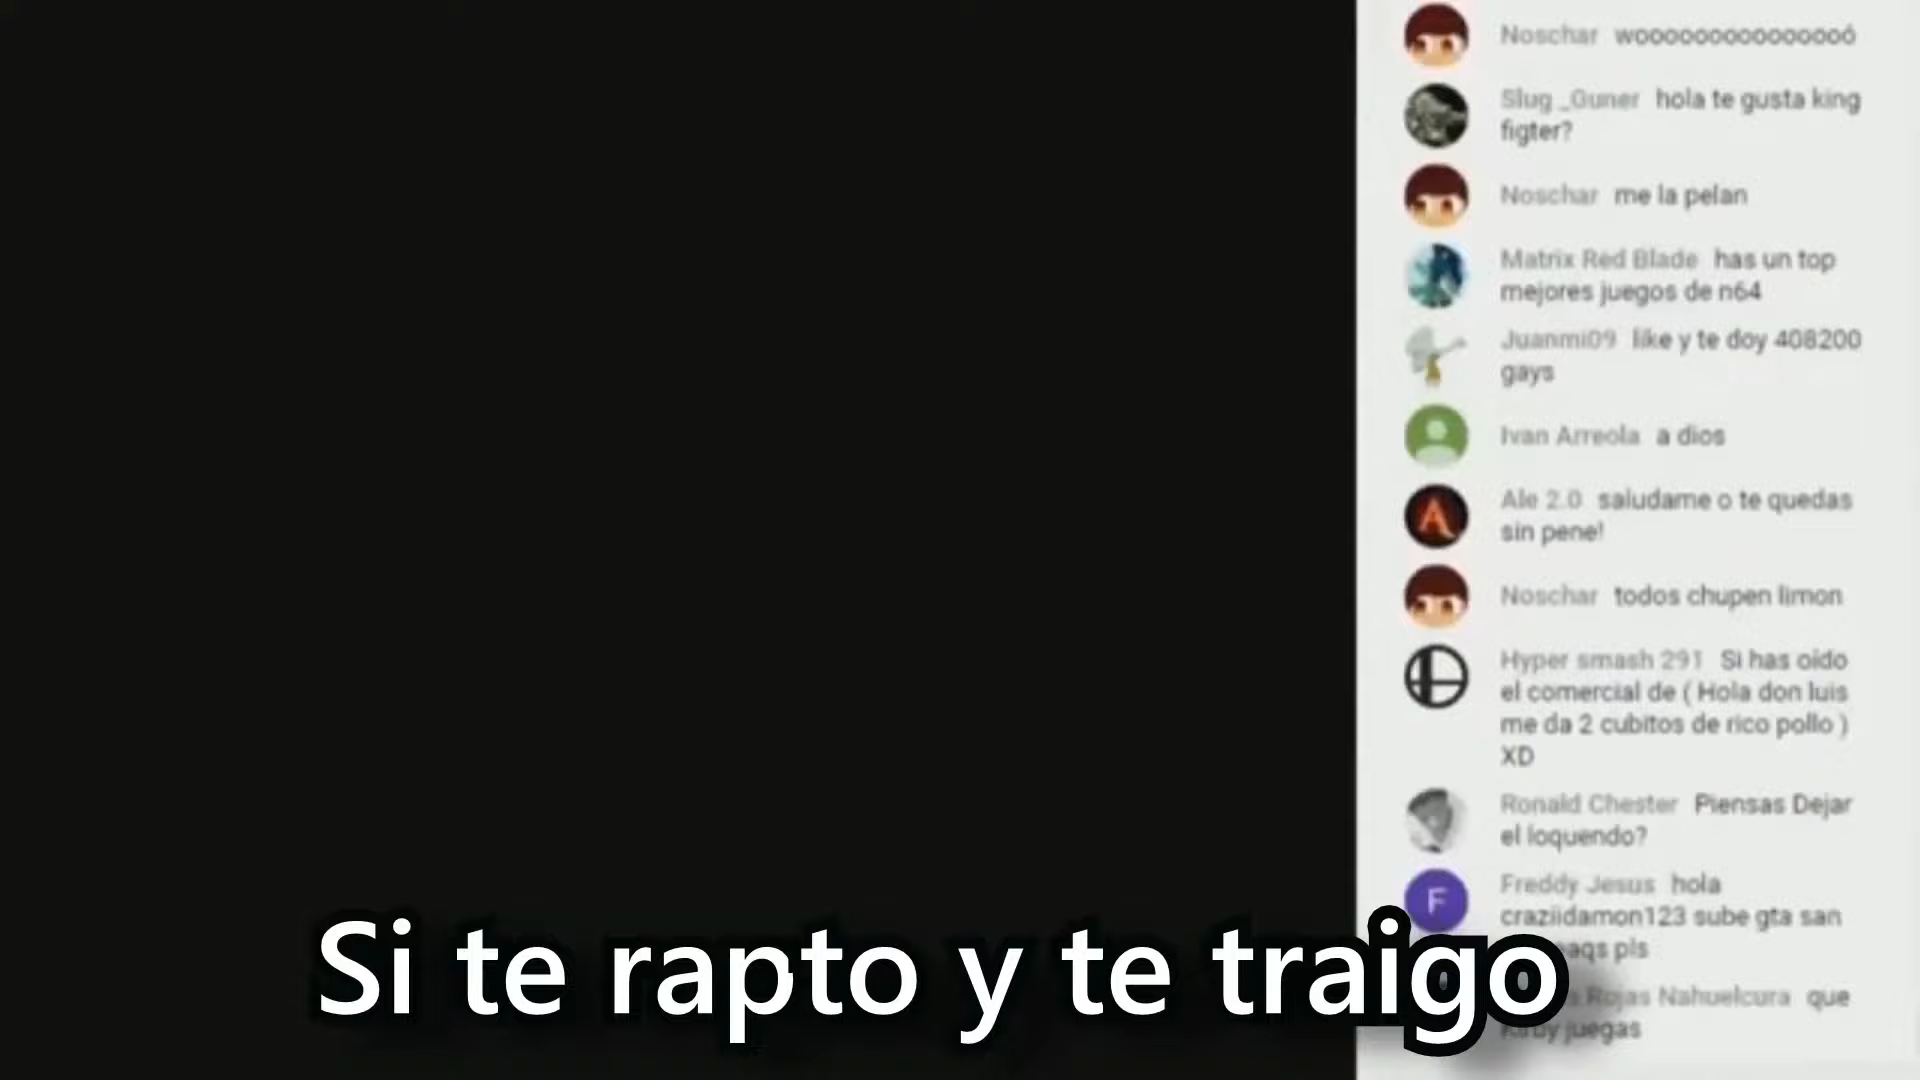 Noschar woooooooooooooooó
Slug _Guner hola te gusta king
figter?
Noschar me la pelan
Matrix Red Blade has un top
mejores juegos de n64
Juanmi09 like y te doy 408200
gays
Ivan Arreola a dios
A
Ale 2.0 saludame o te quedas
sin pene!
Noschar todos chupen limon
Hyper smash 291 Si has oido
el comercial de ( Hola don luis
me da 2 cubitos de rico pollo )
XD
Ronald Chester Piensas Dejar
el loquendo?
F
Freddy Jesus hola
craziidamon123 sube gta san
pls
Rojas Nahuelcura que
juegas
Si te rapto y te traigo